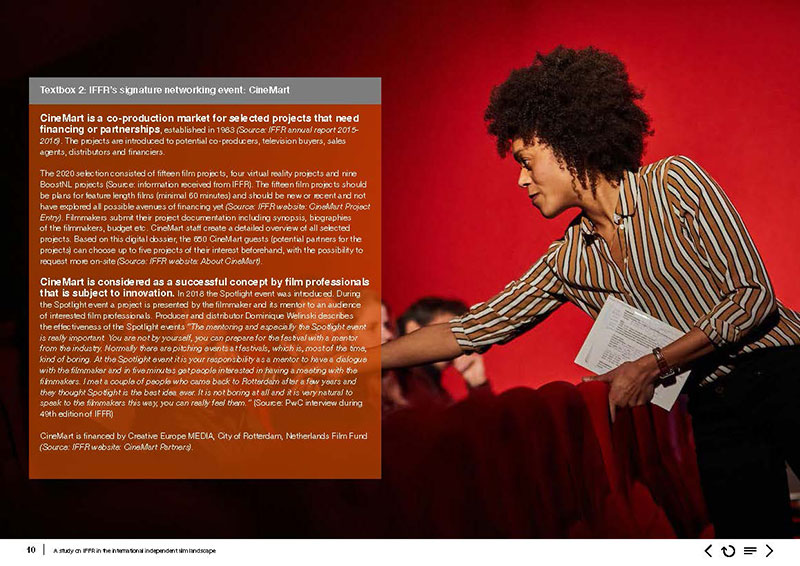 Textbox 2: IFFR's signature networking event: CineMart
CineMart is a co-production market for selected projects that need
financing or partnerships, established in 1983 (Source: IFFR annual report 2015-
2016). The projects are introduced to potential co-producers, television buyers, sales
agents, distributors and financiers.
The 2020 selection consisted of fifteen film projects, four virtual reality projects and nine
BoostNL projects (Source: information received from IFFR). The fifteen film projects should
be plans for feature length films (minimal 60 minutes) and should be new or recent and not
have explored all possible avenues of financing yet (Source: IFFR website: CineMart Project
Entry). Filmmakers submit their project documentation including synopsis, biographies
of the filmmakers, budget etc. CineMart staff create a detailed overview of all selected
projects. Based on this digital dossier, the 650 CineMart guests (potential partners for the
projects) can choose up to five projects of their interest beforehand, with the possibility to
request more on-site (Source: IFFR website: About CineMart).
CineMart is considered as a successful concept by film professionals
that is subject to innovation. In 2018 the Spotlight event was introduced. During
the Spotlight event a project is presented by the filmmaker and its mentor to an audience
of interested film professionals. Producer and distributor Dominique Welinski describes
the effectiveness of the Spotlight events "The mentoring and especially the Spotlight event
is really important. You are not by yourself, you can prepare for the festival with a mentor
from the industry. Normally there are pitching events at festivals, which is, most of the time,
kind of boring. At the Spotlight event it is your responsibility as a mentor to have a dialogue
with the filmmaker and in five minutes get people interested in having a meeting with the
filmmakers. I met a couple of people who came back to Rotterdam after a few years and
they thought Spotlight is the best idea ever. It is not boring at all and it is very natural to
speak to the filmmakers this way, you can really feel them." (Source: PwC interview during
49th edition of IFFR)
CineMart is financed by Creative Europe MEDIA, City of Rotterdam, Netherlands Film Fund
(Source: IFFR website: CineMart Partners).
10 | A study on IFFR in the international independent film landscape